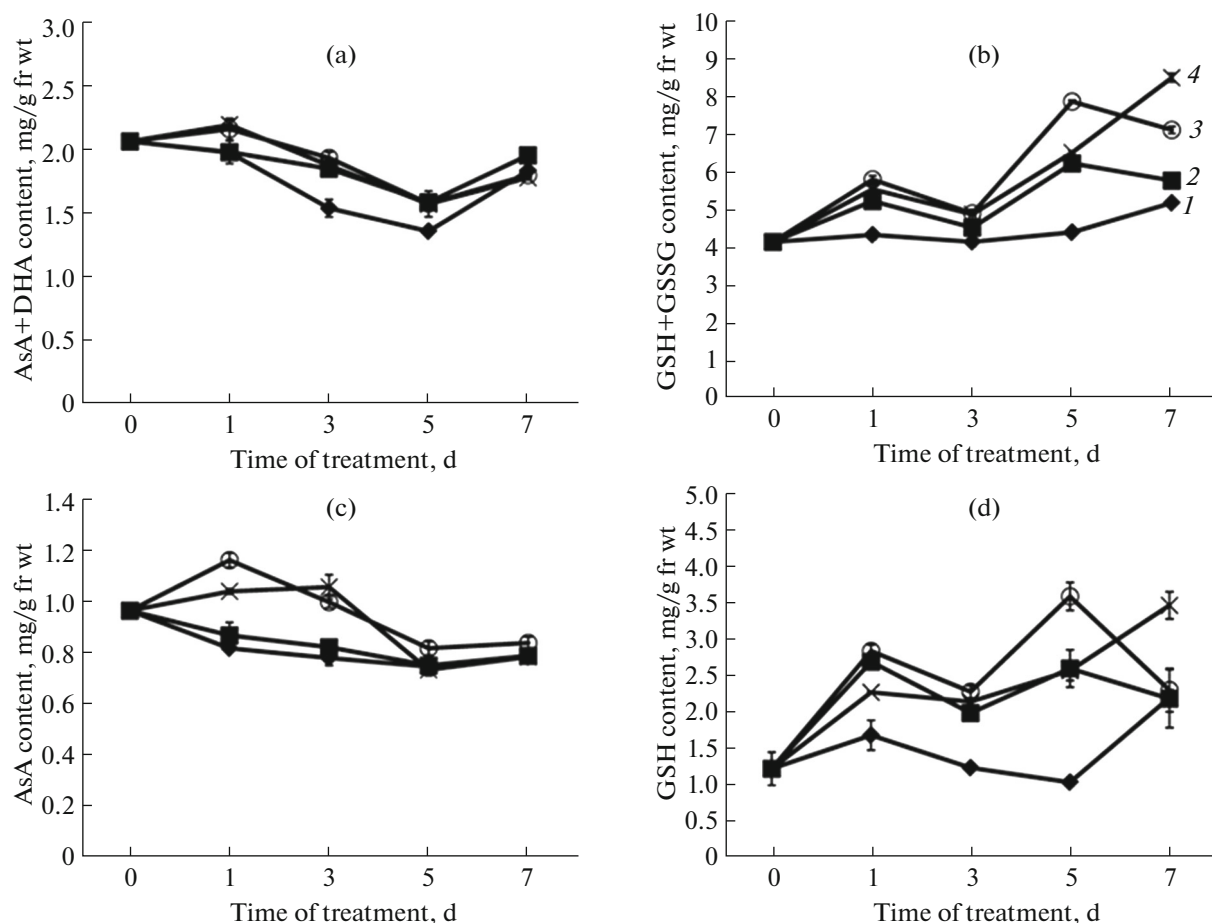 (a)
AsA+DHA content, mg/g fr wt
3.0
2.5
2.0
1.5
1.0
0.5
0
0 1 3 5 7
Time of treatment, d
(b)
GSH+GSSG content, mg/g fr wt
10
9
8
7
6
5
4
3
2
1
0
4
3
2
1
0 1 3 5 7
Time of treatment, d
(c)
AsA content, mg/g fr wt
1.4
1.2
1.0
0.8
0.6
0.4
0.2
0
0 1 3 5 7
Time of treatment, d
(d)
GSH content, mg/g fr wt
5.0
4.5
4.0
3.5
3.0
2.5
2.0
1.5
1.0
0.5
0
0 1 3 5 7
Time of treatment, d